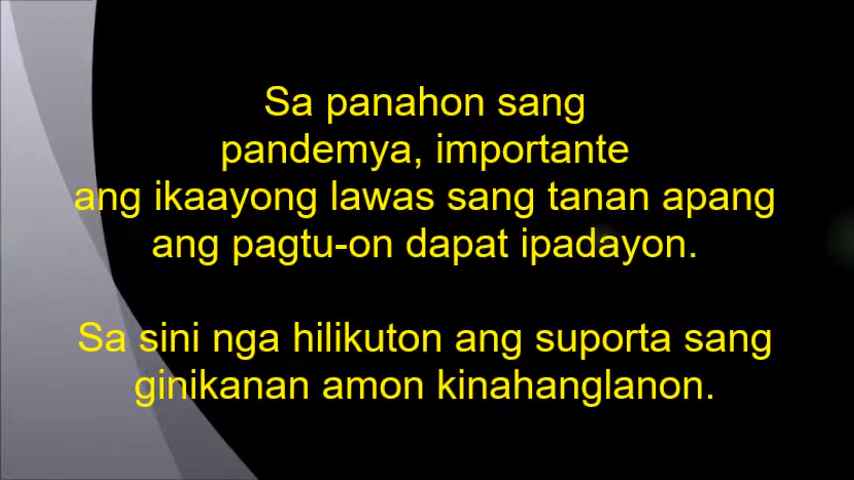 Sa panahon sang
pandemya, importante
ang ikaayong lawas sang tanan apang
ang pagtu-on dapat ipadayon.
Sa sini nga hilikuton ang suporta sang
ginikanan amon kinahanglanon.